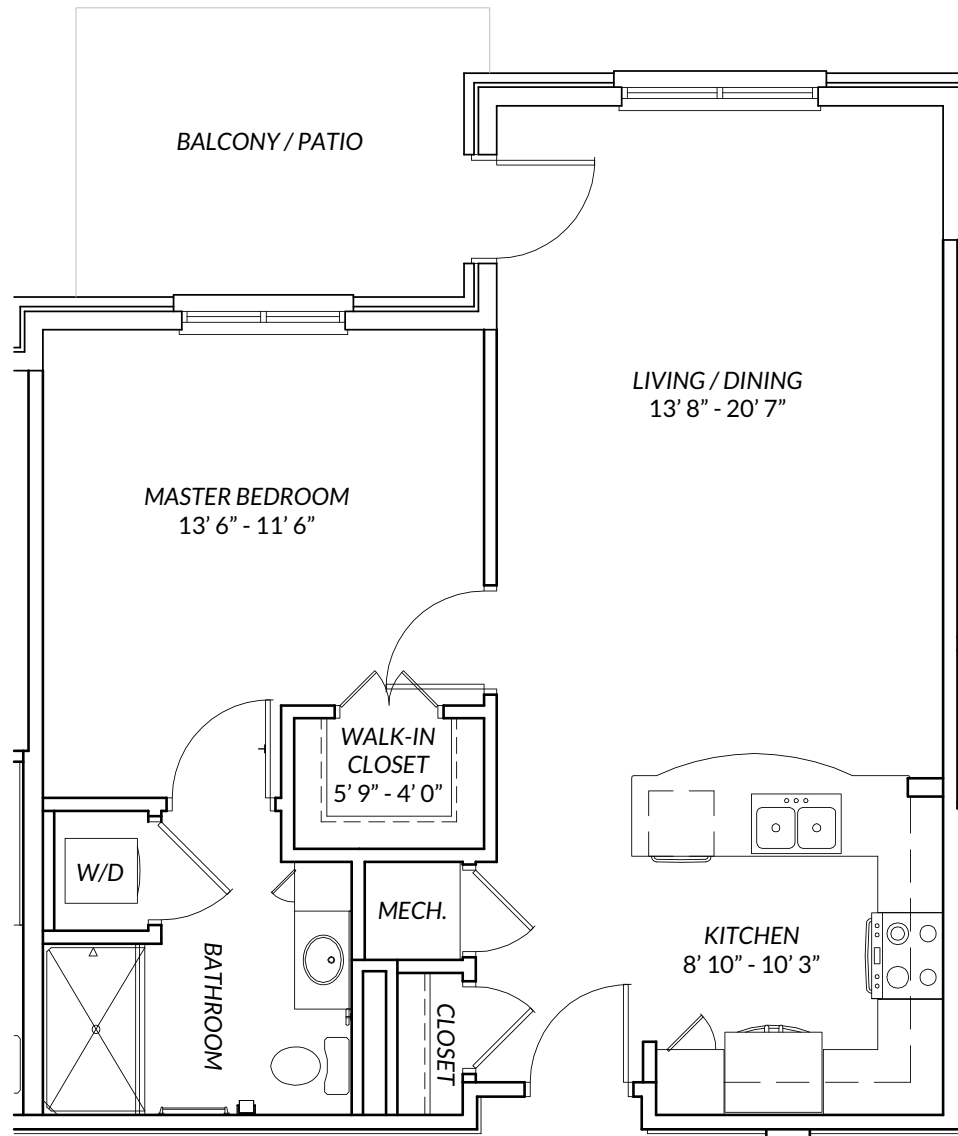 BALCONY / PATIO
LIVING / DINING
13’ 8” - 20’ 7”
MASTER BEDROOM
13’ 6” - 11’ 6”
WALK-IN
CLOSET
5’ 9” - 4’ 0”
W/D
MECH.
KITCHEN
8’ 10” - 10’ 3”
BATHROOM
CLOSET